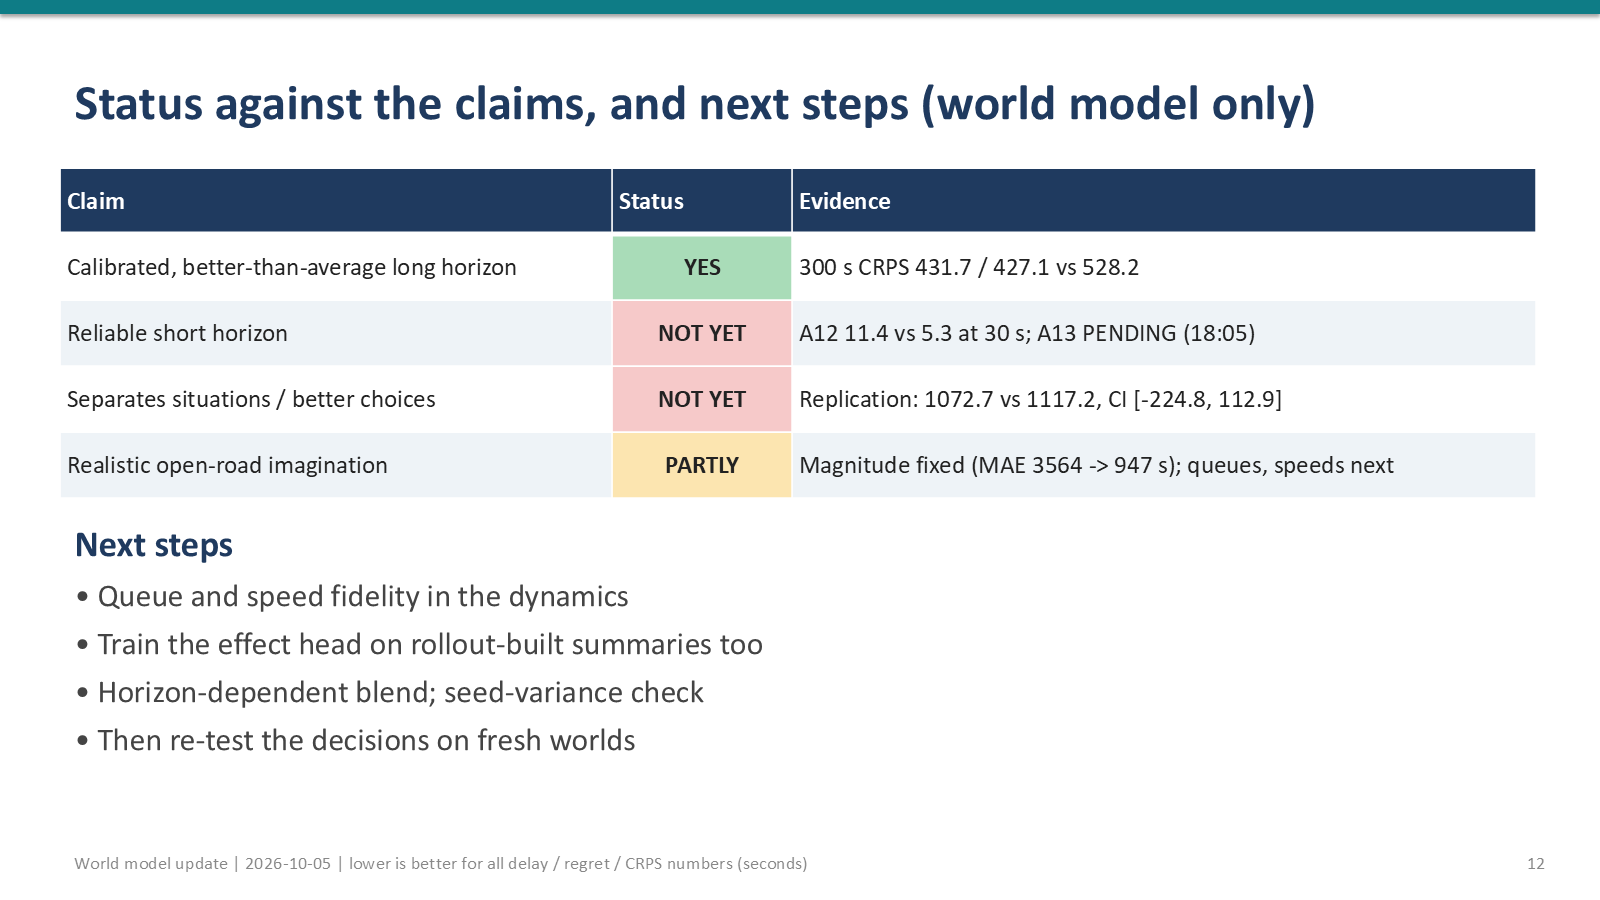 Status against the claims, and next steps (world model only)
Claim Status Evidence
Calibrated, better-than-average long horizon YES 300 s CRPS 431.7 / 427.1 vs 528.2
Reliable short horizon NOT YET A12 11.4 vs 5.3 at 30 s; A13 PENDING (18:05)
Separates situations / better choices NOT YET Replication: 1072.7 vs 1117.2, CI [-224.8, 112.9]
Realistic open-road imagination PARTLY Magnitude fixed (MAE 3564 -> 947 s); queues, speeds next
Next steps
• Queue and speed fidelity in the dynamics
• Train the effect head on rollout-built summaries too
• Horizon-dependent blend; seed-variance check
• Then re-test the decisions on fresh worlds
World model update | 2026-10-05 | lower is better for all delay / regret / CRPS numbers (seconds) 12